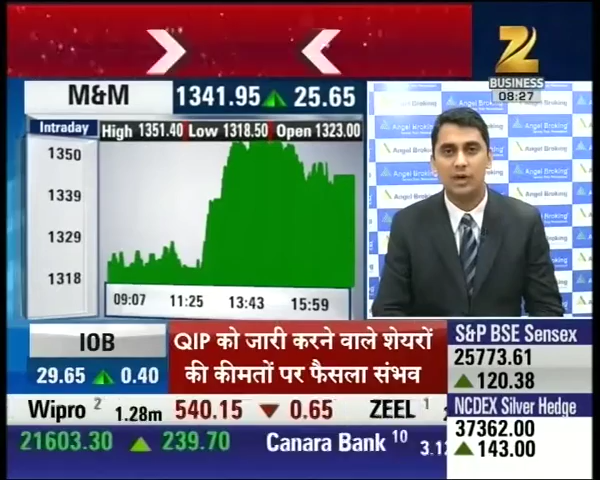 Z
BUSINESS
08:27
M&M 1341.95 25.65
Intraday
High 1351.40 Low 1318.50 Open 1323.00
1350
1339
1329
1318
09:07 11:25 13:43 15:59
Angel Broking
IOB
29.65 0.40
QIP को जारी करने वाले शेयरों
की कीमतों पर फैसला संभव
S&P BSE Sensex
25773.61
120.38
NCDEX Silver Hedge
37362.00
143.00
Wipro 2 1.28m 540.15 0.65 ZEEL 1
21603.30 239.70 Canara Bank 10 3.12